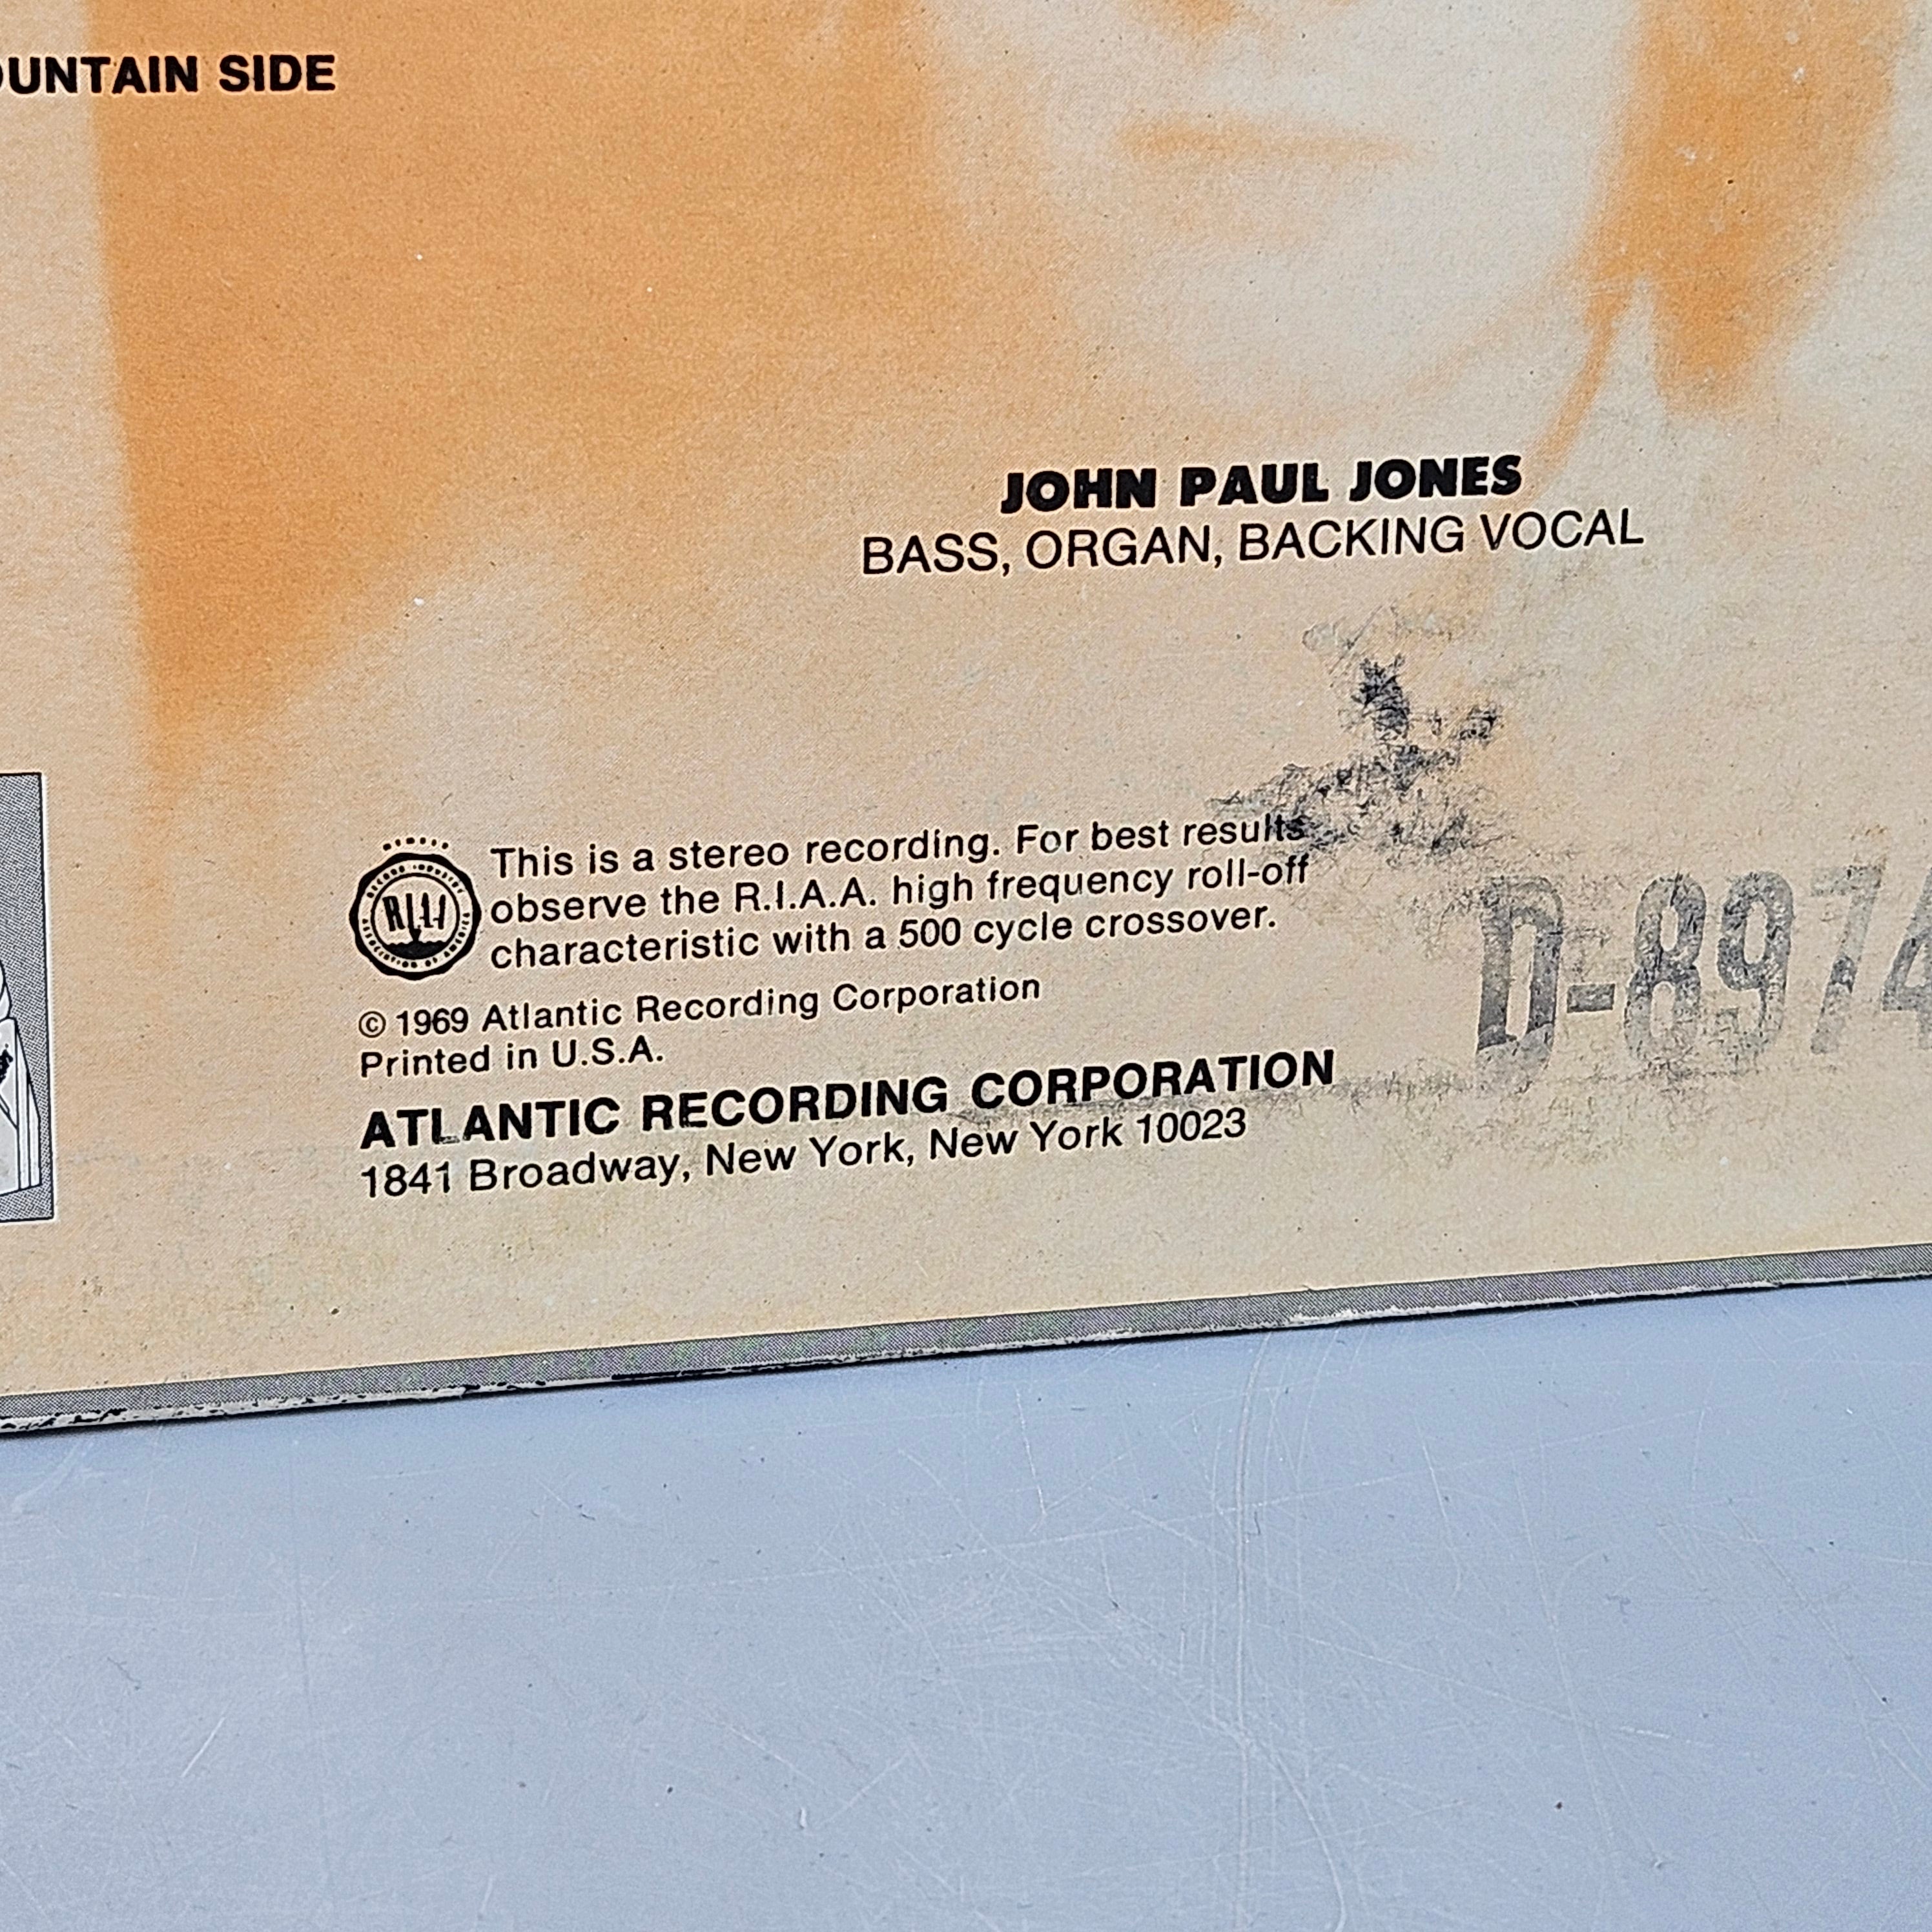 OUNTAIN SIDE
JOHN PAUL JONES
BASS, ORGAN, BACKING VOCAL
This is a stereo recording. For best results
observe the R.I.A.A. high frequency roll-off
characteristic with a 500 cycle crossover.
RIAA
© 1969 Atlantic Recording Corporation
Printed in U.S.A.
ATLANTIC RECORDING CORPORATION
1841 Broadway, New York, New York 10023
D-8974